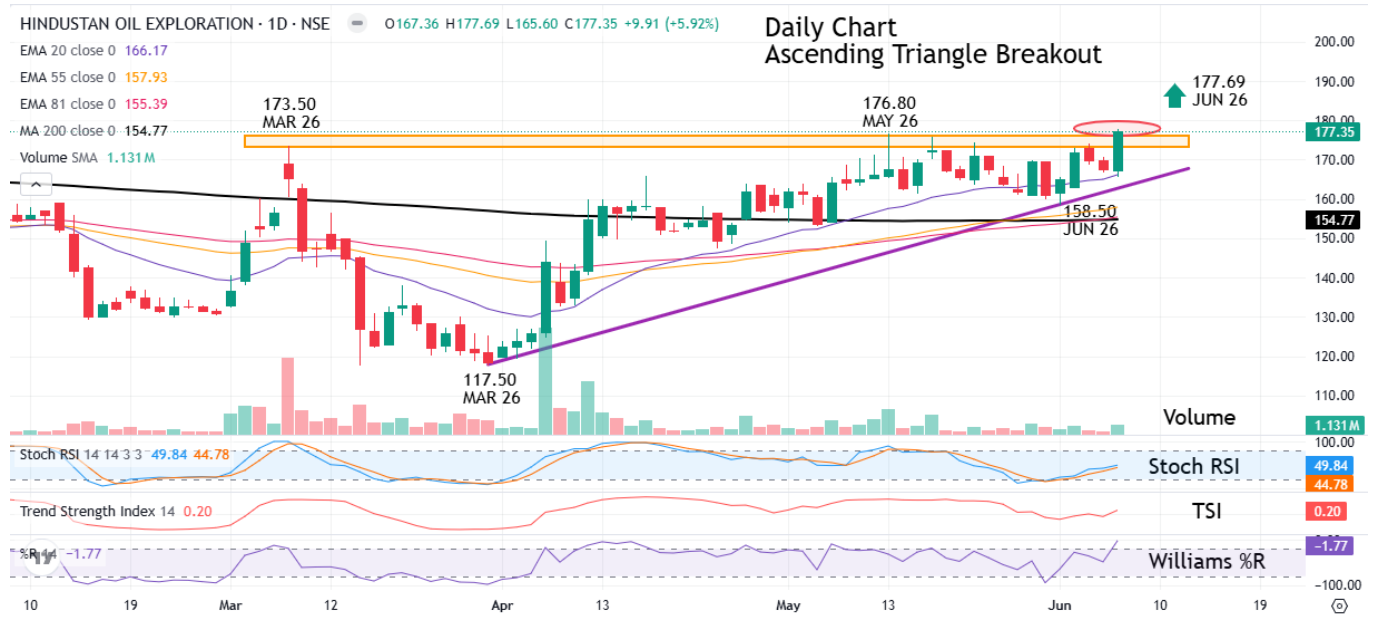 HINDUSTAN OIL EXPLORATION · 1D · NSE O167.36 H177.69 L165.60 C177.35 +9.91 (+5.92%)
Daily Chart
Ascending Triangle Breakout
EMA 20 close 0 166.17
EMA 55 close 0 157.93
EMA 81 close 0 155.39
MA 200 close 0 154.77
Volume SMA 1.131 M
173.50
MAR 26
176.80
MAY 26
177.69
JUN 26
158.50
JUN 26
117.50
MAR 26
200.00
190.00
180.00
177.35
170.00
160.00
154.77
150.00
140.00
130.00
120.00
110.00
Volume
1.131 M
100.00
Stoch RSI 14 14 3 3 49.84 44.78
Stoch RSI
49.84
44.78
Trend Strength Index 14 0.20
TSI
0.20
%R 14 −1.77
Williams %R
−1.77
−100.00
10 19 Mar 12 Apr 13 May 13 Jun 10 19